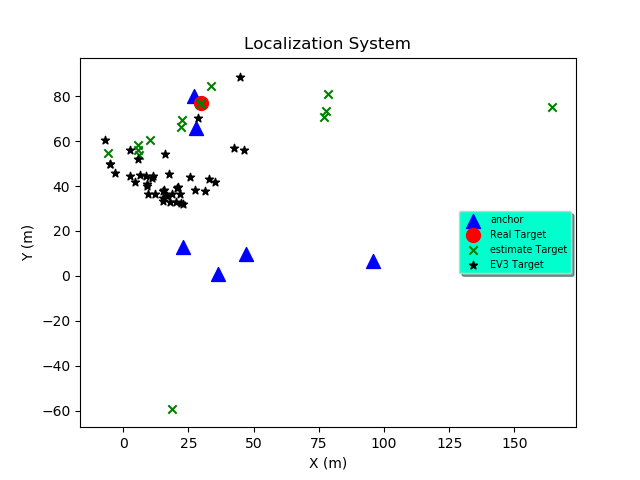 Localization System
Y (m)
80
60
40
20
0
−20
−40
−60
anchor
Real Target
estimate Target
EV3 Target
0 25 50 75 100 125 150
X (m)